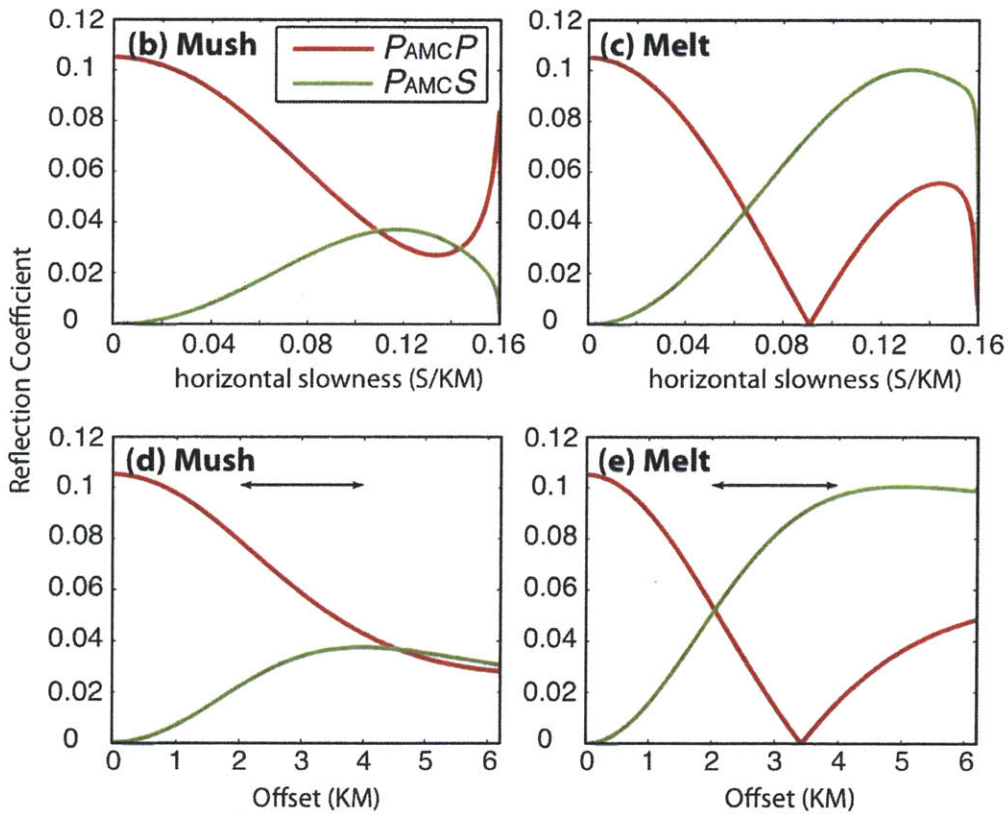 (b) Mush
PAMCP
PAMCS
0.12
0.1
0.08
0.06
0.04
0.02
0
0 0.04 0.08 0.12 0.16
horizontal slowness (S/KM)
(c) Melt
0.12
0.1
0.08
0.06
0.04
0.02
0
0 0.04 0.08 0.12 0.16
horizontal slowness (S/KM)
Reflection Coefficient
(d) Mush
0.12
0.1
0.08
0.06
0.04
0.02
0
0 1 2 3 4 5 6
Offset (KM)
(e) Melt
0.12
0.1
0.08
0.06
0.04
0.02
0
0 1 2 3 4 5 6
Offset (KM)